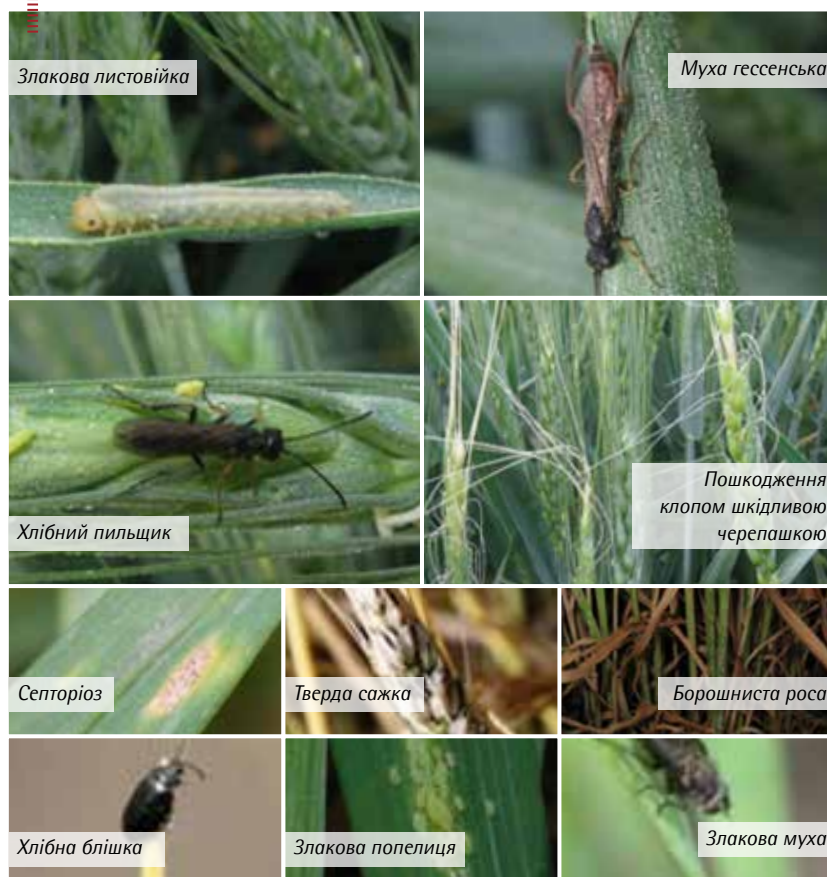 Злакова листовійка
Муха гессенська
Хлібний пильщик
Пошкодження
клопом шкідливою
черепашкою
Септоріоз
Тверда сажка
Борошниста роса
Хлібна блішка
Злакова попелиця
Злакова муха